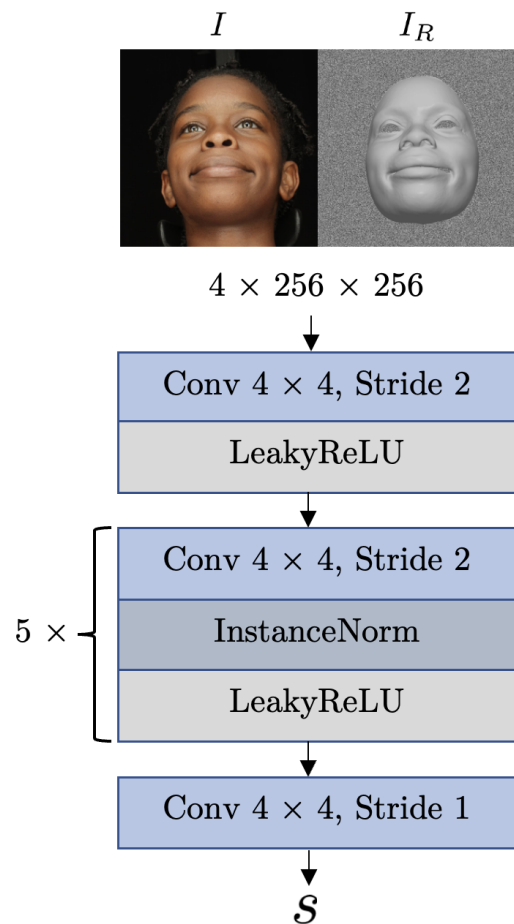 I I_R
4 × 256 × 256
Conv 4 × 4, Stride 2
LeakyReLU
Conv 4 × 4, Stride 2
5 ×
InstanceNorm
LeakyReLU
Conv 4 × 4, Stride 1
s